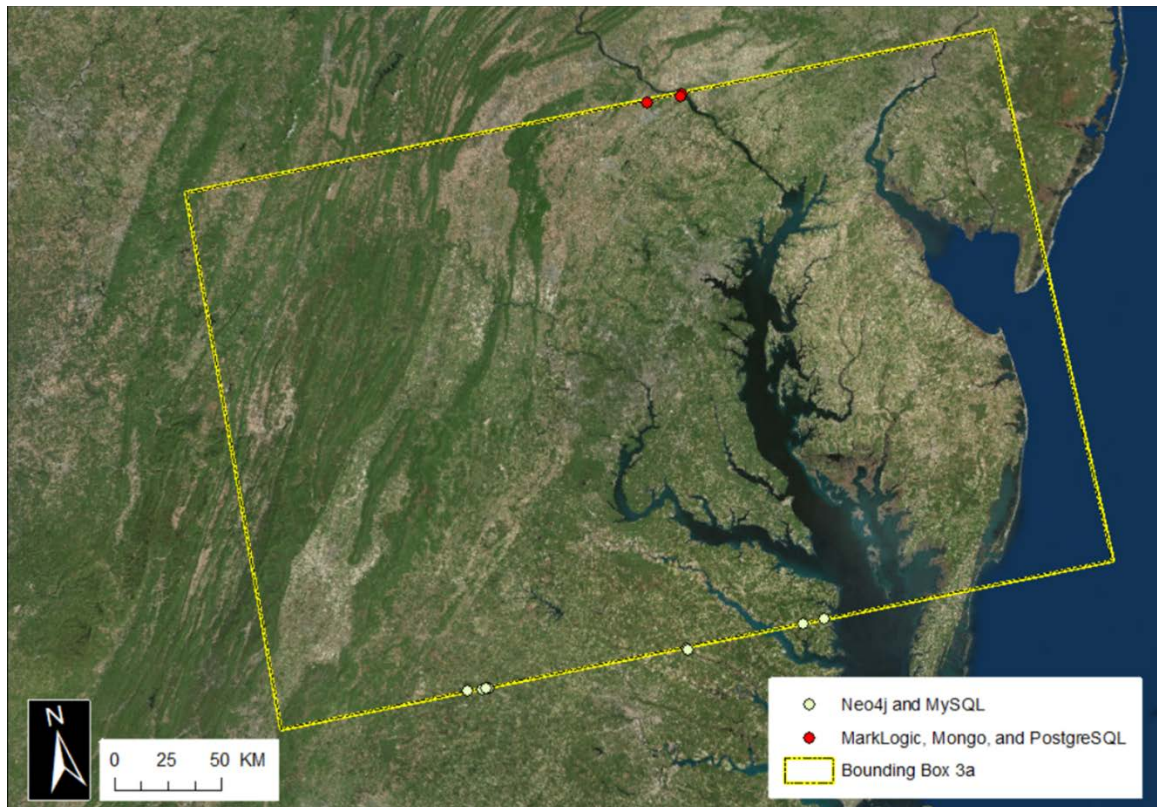 Neo4j and MySQL
MarkLogic, Mongo, and PostgreSQL
Bounding Box 3a
N
0 25 50 KM